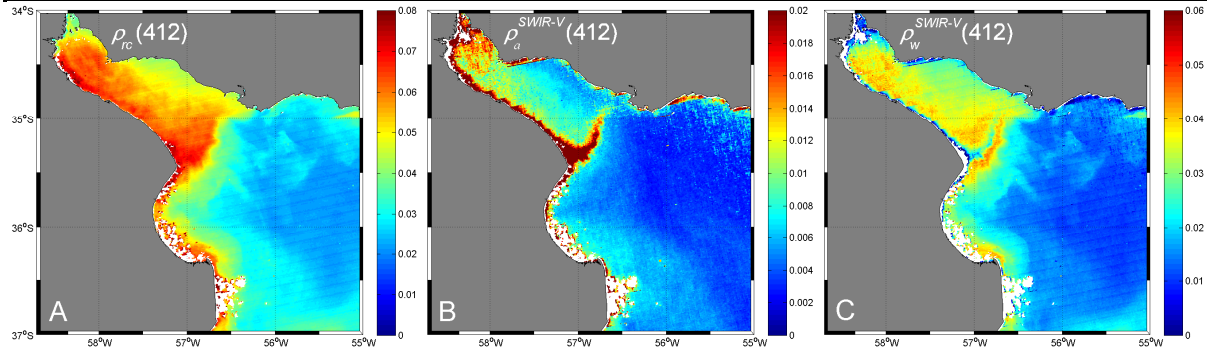 34°S
35°S
36°S
37°S
58°W 57°W 56°W 55°W
ρrc(412)
A
0.08
0.07
0.06
0.05
0.04
0.03
0.02
0.01
0
ρa SWIR-V(412)
B
58°W 57°W 56°W 55°W
0.02
0.018
0.016
0.014
0.012
0.01
0.008
0.006
0.004
0.002
0
ρw SWIR-V(412)
C
58°W 57°W 56°W 55°W
0.06
0.05
0.04
0.03
0.02
0.01
0